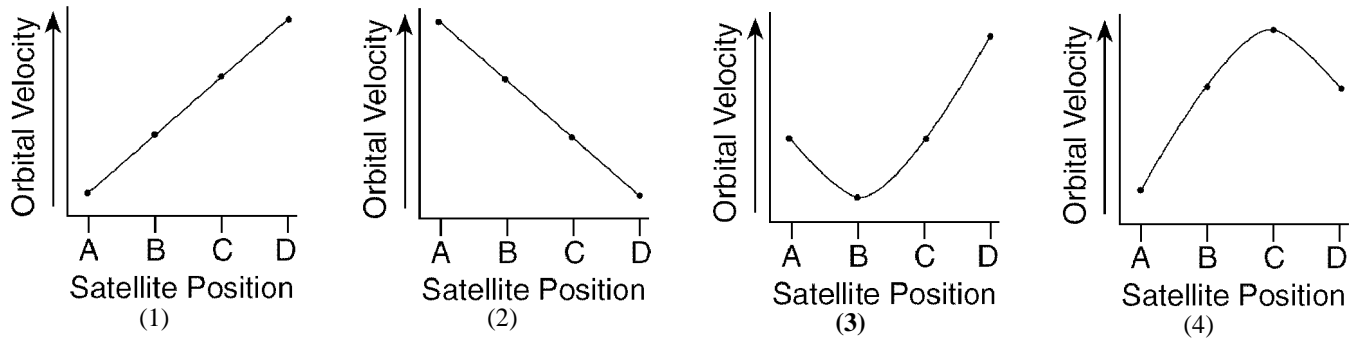 Orbital Velocity
A B C D
Satellite Position
(1)
Orbital Velocity
A B C D
Satellite Position
(2)
Orbital Velocity
A B C D
Satellite Position
(3)
Orbital Velocity
A B C D
Satellite Position
(4)